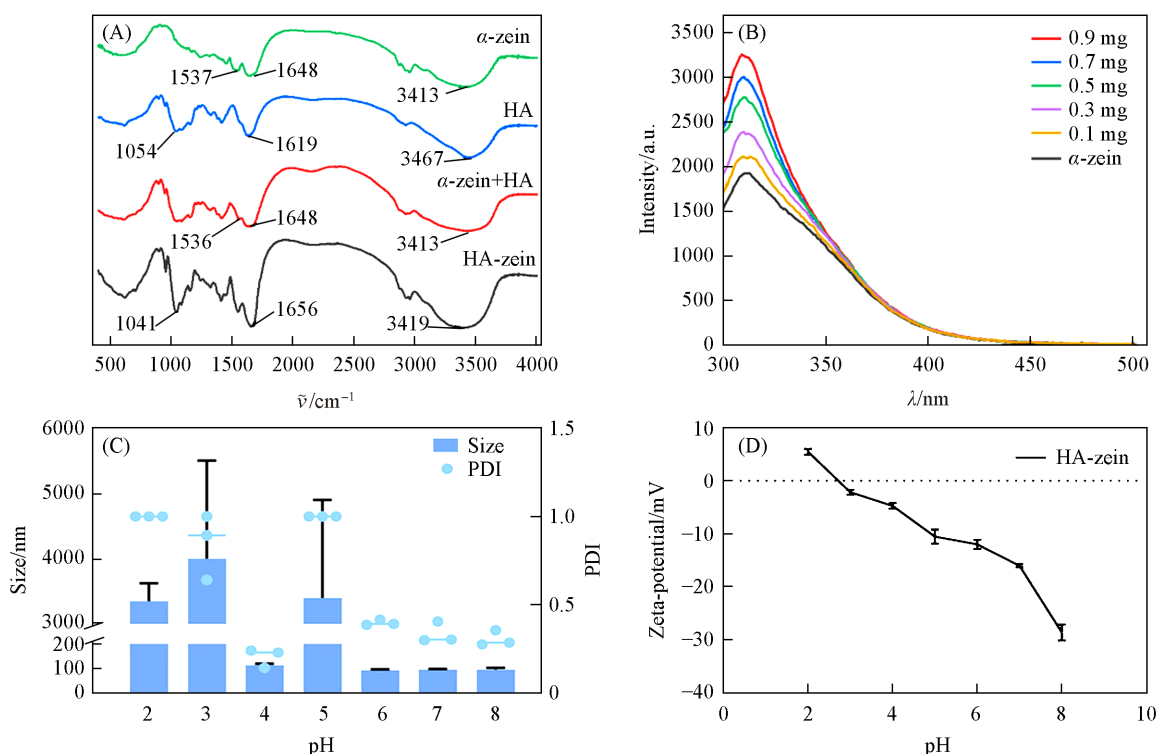 (A)
α-zein
1537
1648
3413
HA
1054
1619
3467
α-zein+HA
1536
1648
3413
HA-zein
1041
1656
3419
500 1000 1500 2000 2500 3000 3500 4000
ṽ/cm⁻¹
(B)
0.9 mg
0.7 mg
0.5 mg
0.3 mg
0.1 mg
α-zein
3500
3000
2500
2000
1500
1000
500
0
Intensity/a.u.
300 350 400 450 500
λ/nm
(C)
Size
PDI
6000
5000
4000
3000
200
100
0
Size/nm
1.5
1.0
0.5
0
PDI
2 3 4 5 6 7 8
pH
(D)
HA-zein
10
0
−10
−20
−30
−40
Zeta-potential/mV
0 2 4 6 8 10
pH